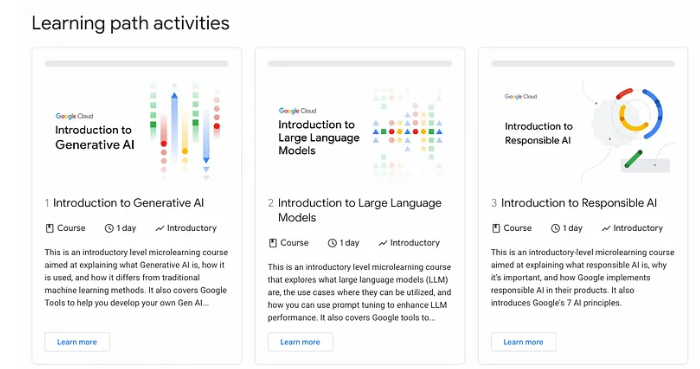 Learning path activities
Google Cloud
Introduction to
Generative AI
1 Introduction to Generative AI
Course 1 day Introductory
This is an introductory level microlearning course
aimed at explaining what Generative AI is, how it
is used, and how it differs from traditional
machine learning methods. It also covers Google
Tools to help you develop your own Gen AI...
Learn more
Google Cloud
Introduction to
Large Language
Models
2 Introduction to Large Language
Models
Course 1 day Introductory
This is an introductory level microlearning course
that explores what large language models (LLM)
are, the use cases where they can be utilized, and
how you can use prompt tuning to enhance LLM
performance. It also covers Google tools to...
Learn more
Google Cloud
Introduction to
Responsible AI
3 Introduction to Responsible AI
Course 1 day Introductory
This is an introductory-level microlearning course
aimed at explaining what responsible AI is, why
it's important, and how Google implements
responsible AI in their products. It also
introduces Google's 7 AI principles.
Learn more